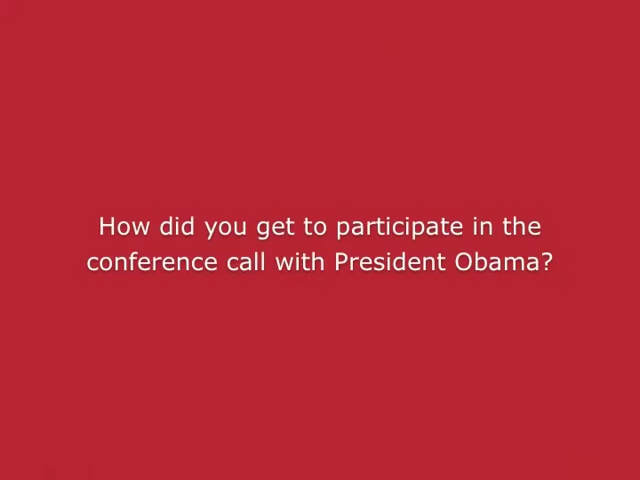 How did you get to participate in the
conference call with President Obama?